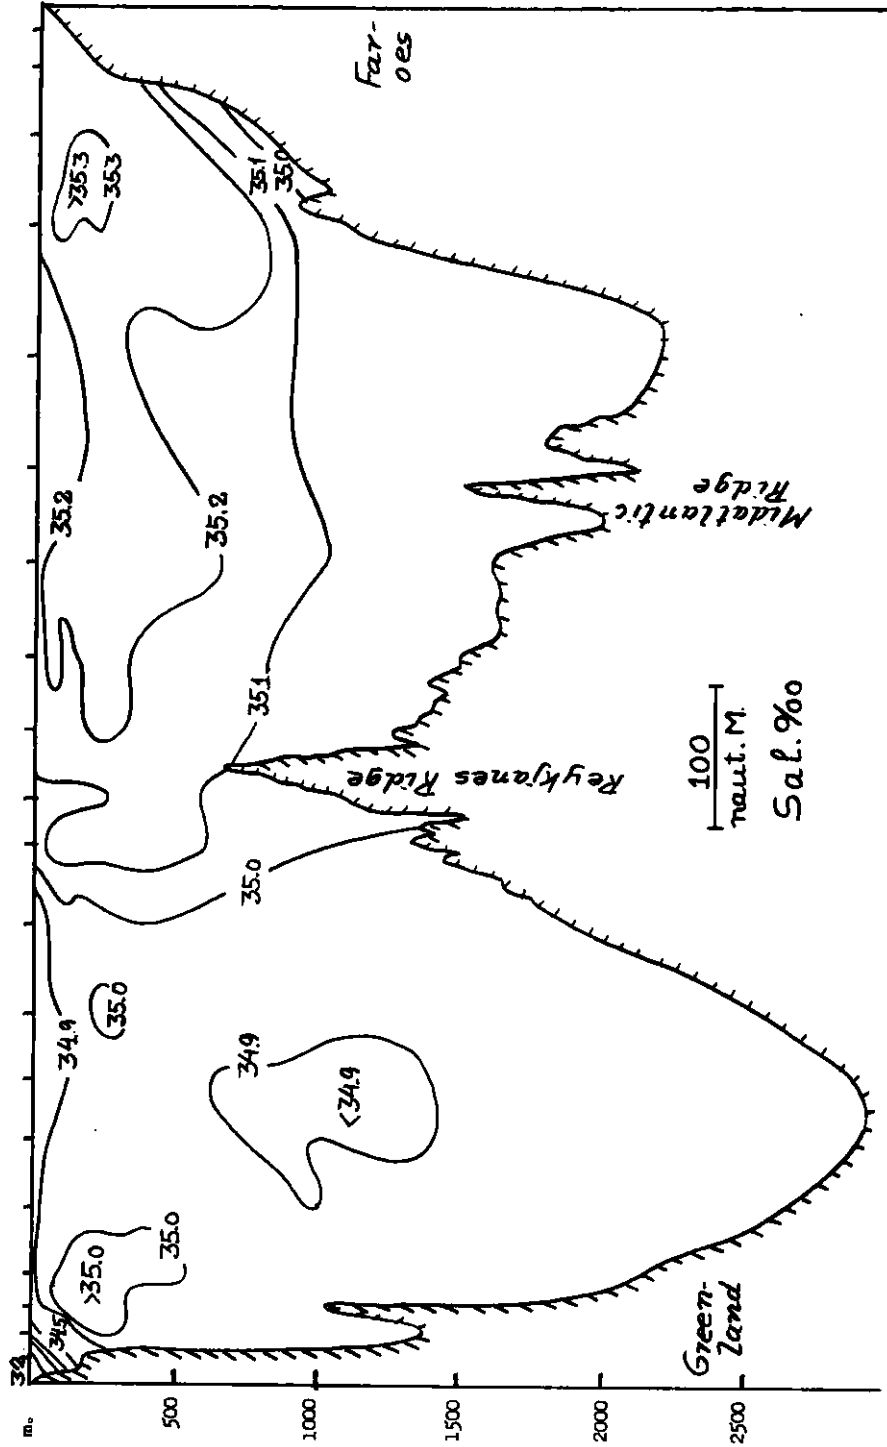 m.
32
34.5
34.9
35.2
>35.0
>35.3
35.0
35.3
500
35.0
35.2
34.9
35.0
35.1
35.1
35.0
1000
<34.9
Far-
oes
Reykjanes
Ridge
1500
2000
Midatlantic
Ridge
Green-
land
100
naut. M.
2500
Sal. ‰